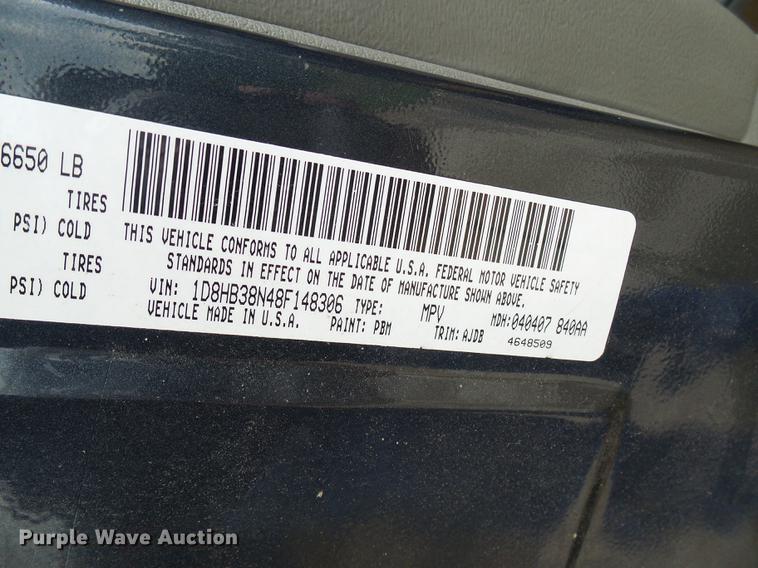 6650 LB
TIRES
PSI) COLD
TIRES
PSI) COLD
THIS VEHICLE CONFORMS TO ALL APPLICABLE U.S.A. FEDERAL MOTOR VEHICLE SAFETY
STANDARDS IN EFFECT ON THE DATE OF MANUFACTURE SHOWN ABOVE.
VIN: 1D8HB38N48F148306 TYPE: MPV MDH:040407 840AA
VEHICLE MADE IN U.S.A. PAINT: PBM TRIM: AJDB 4648509
Purple Wave Auction